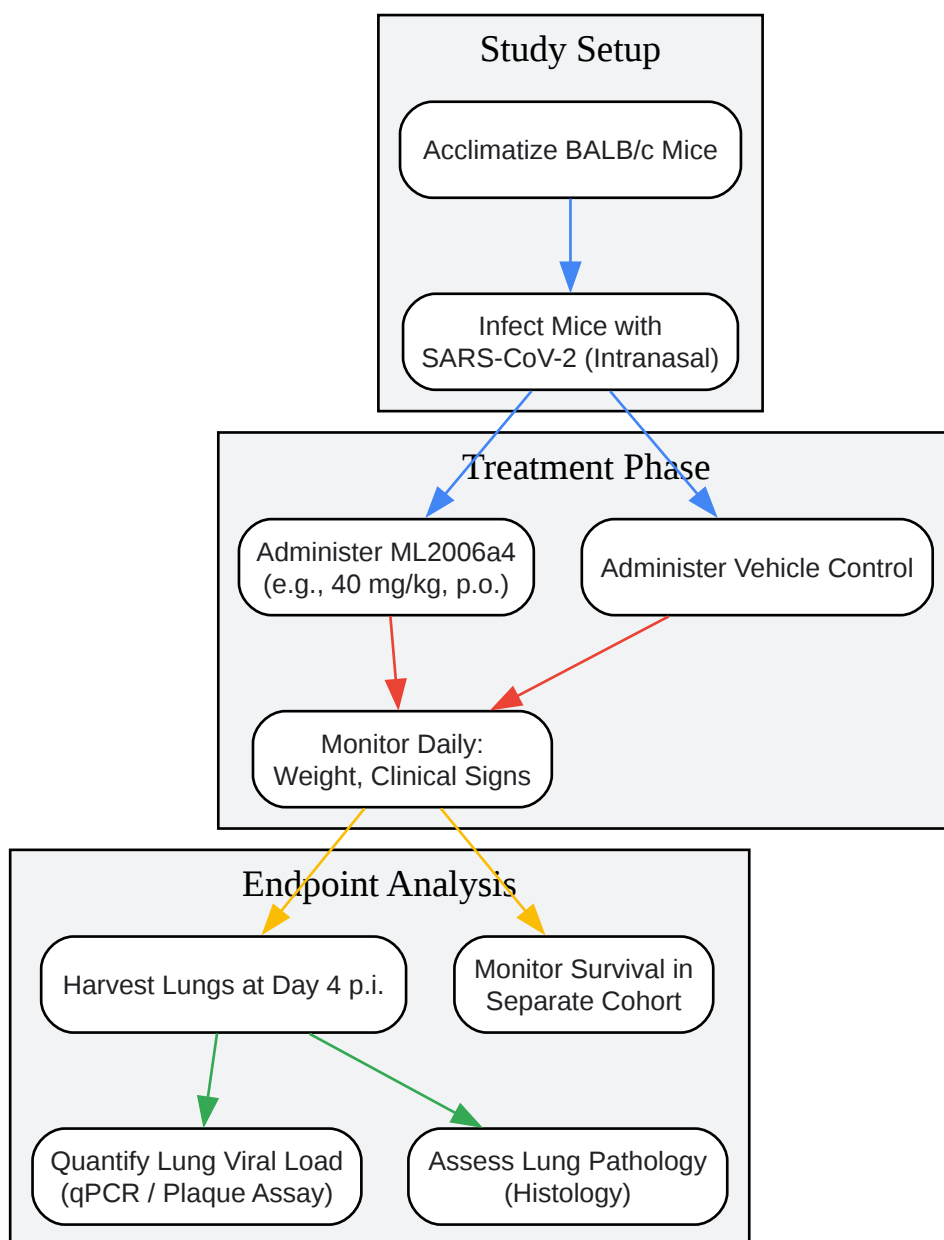 Study Setup
Acclimatize BALB/c Mice
Infect Mice with
SARS-CoV-2 (Intranasal)
Treatment Phase
Administer ML2006a4
(e.g., 40 mg/kg, p.o.)
Administer Vehicle Control
Monitor Daily:
Weight, Clinical Signs
Endpoint Analysis
Harvest Lungs at Day 4 p.i.
Monitor Survival in
Separate Cohort
Quantify Lung Viral Load
(qPCR / Plaque Assay)
Assess Lung Pathology
(Histology)